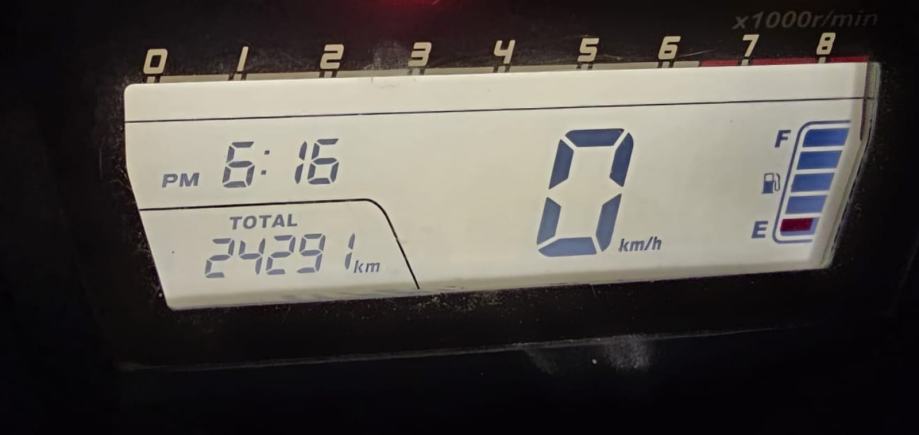 x1000r/min
0 1 2 3 4 5 6 7 8
PM 6:16
TOTAL
24291 km
0 km/h
F
E